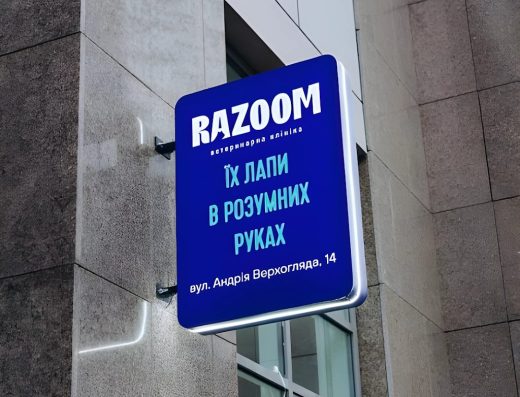 RAZOOM
ветеринарна клініка
ЇХ ЛАПИ
В РОЗУМНИХ
РУКАХ
вул. Андрія Верхогляда, 14